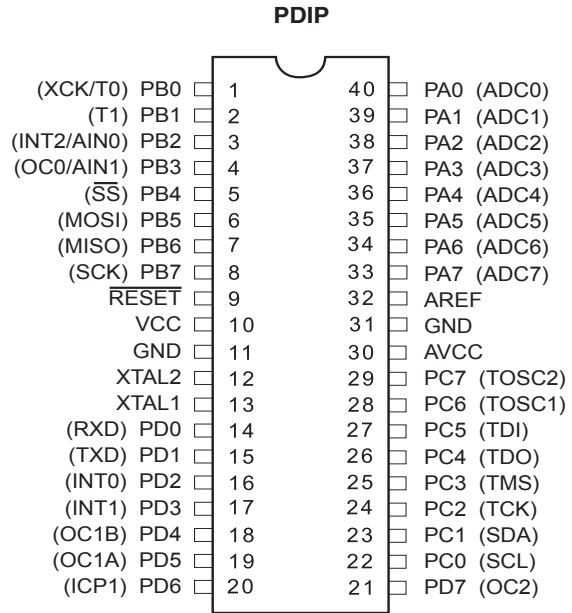 PDIP
(XCK/T0) PB0 1 40 PA0 (ADC0)
(T1) PB1 2 39 PA1 (ADC1)
(INT2/AIN0) PB2 3 38 PA2 (ADC2)
(OC0/AIN1) PB3 4 37 PA3 (ADC3)
(SS) PB4 5 36 PA4 (ADC4)
(MOSI) PB5 6 35 PA5 (ADC5)
(MISO) PB6 7 34 PA6 (ADC6)
(SCK) PB7 8 33 PA7 (ADC7)
RESET 9 32 AREF
VCC 10 31 GND
GND 11 30 AVCC
XTAL2 12 29 PC7 (TOSC2)
XTAL1 13 28 PC6 (TOSC1)
(RXD) PD0 14 27 PC5 (TDI)
(TXD) PD1 15 26 PC4 (TDO)
(INT0) PD2 16 25 PC3 (TMS)
(INT1) PD3 17 24 PC2 (TCK)
(OC1B) PD4 18 23 PC1 (SDA)
(OC1A) PD5 19 22 PC0 (SCL)
(ICP1) PD6 20 21 PD7 (OC2)